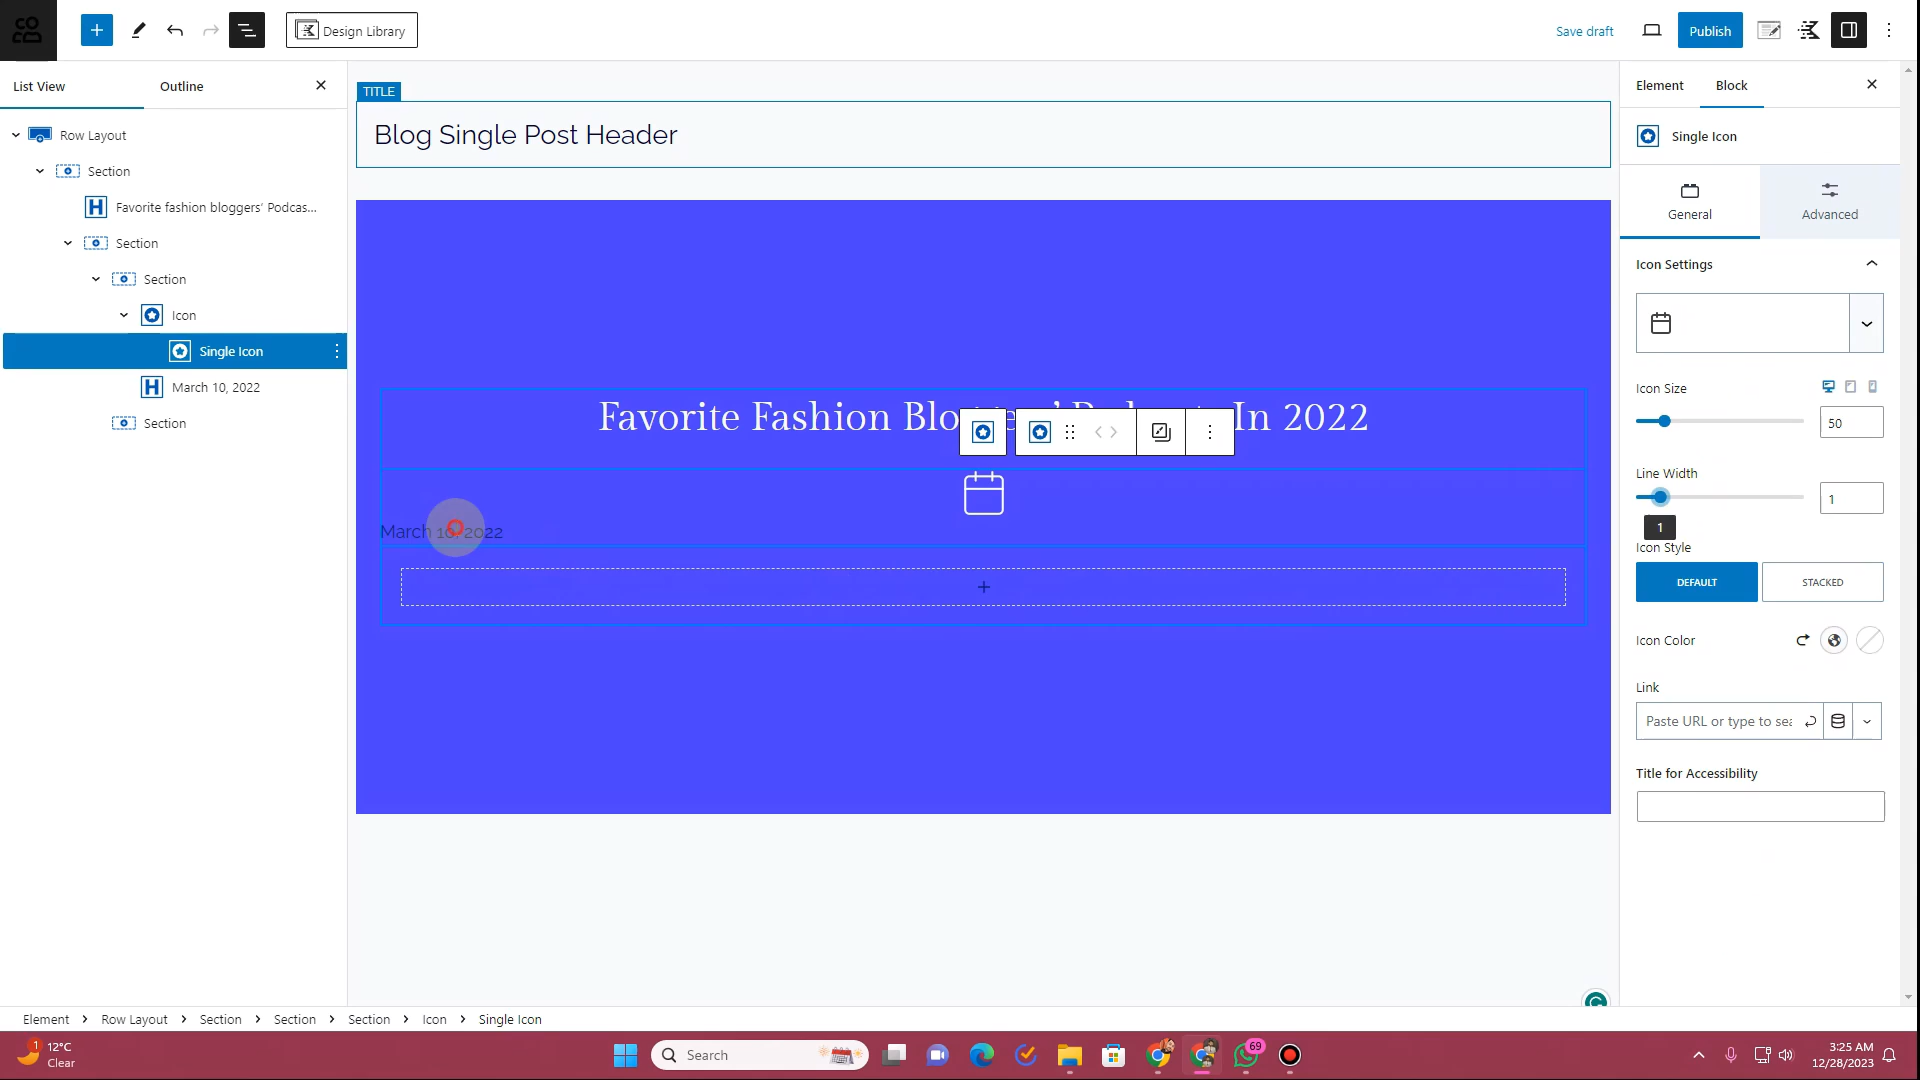 Design Library
Save draft
Publish
List View
Outline
TITLE
Blog Single Post Header
Element
Block
Row Layout
Section
Favorite fashion bloggers' Podcas...
Section
Section
Icon
Single Icon
March 10, 2022
Section
Single Icon
General
Advanced
Icon Settings
Icon Size
50
Line Width
1
1
Icon Style
DEFAULT
STACKED
Icon Color
Link
Paste URL or type to sea
Title for Accessibility
Favorite Fashion Blo
In 2022
March 10, 2022
Element > Row Layout > Section > Section > Section > Icon > Single Icon
1
12°C
Clear
Search
69
3:25 AM
12/28/2023